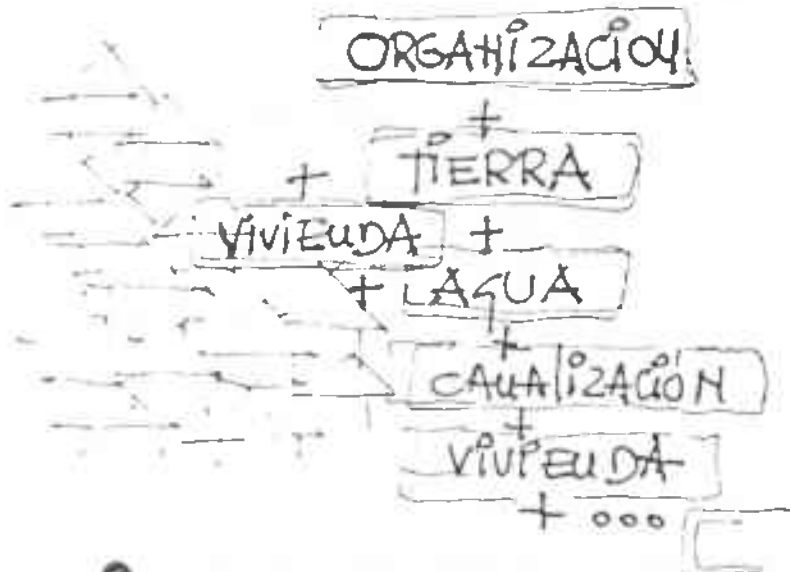 ORGANIZACIÓN
+
+ TIERRA
VIVIENDA +
+ AGUA
+
CANALIZACIÓN
+
VIVIENDA
+ ...